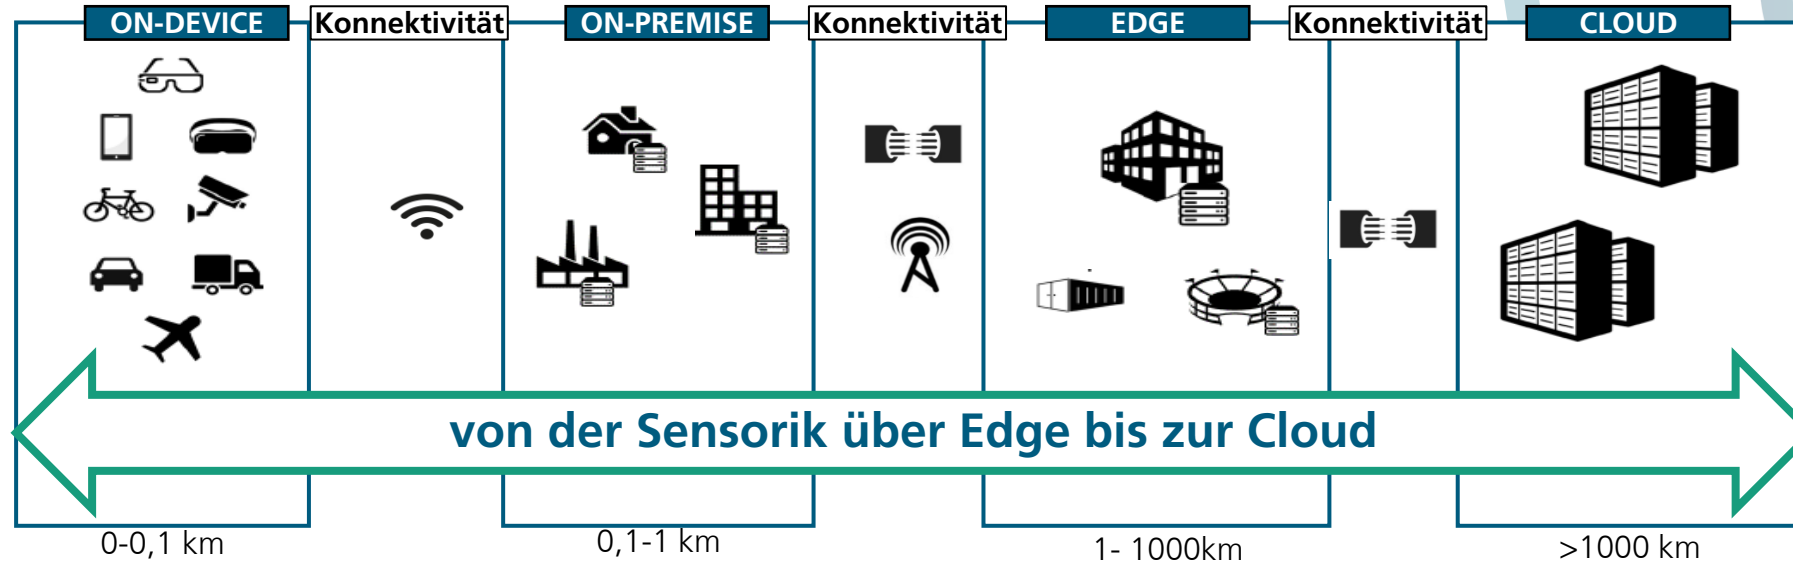 ON-DEVICE
Konnektivität
ON-PREMISE
Konnektivität
EDGE
Konnektivität
CLOUD
von der Sensorik über Edge bis zur Cloud
0-0,1 km
0,1-1 km
1- 1000km
>1000 km